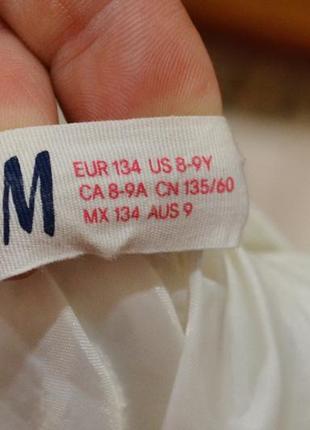 M
EUR 134 US 8-9Y
CA 8-9A CN 135/60
MX 134 AUS 9